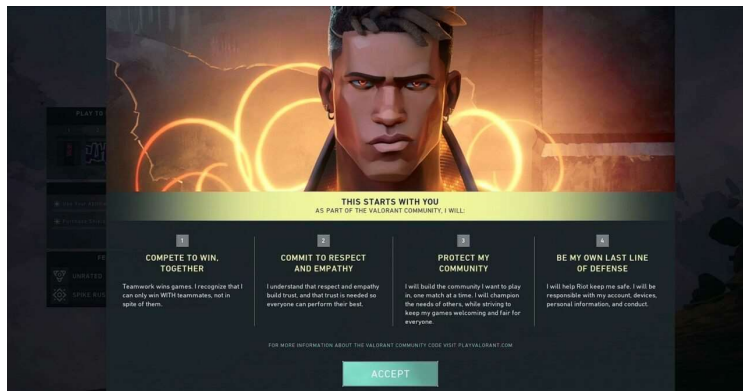 PLAY TO
THIS STARTS WITH YOU
AS PART OF THE VALORANT COMMUNITY, I WILL:
1
COMPETE TO WIN,
TOGETHER
Teamwork wins games. I recognize that I
can only win WITH teammates, not in
spite of them.
2
COMMIT TO RESPECT
AND EMPATHY
I understand that respect and empathy
build trust, and that trust is needed so
everyone can perform their best.
3
PROTECT MY
COMMUNITY
I will build the community I want to play
in, one match at a time. I will champion
the needs of others, while striving to
keep my games welcoming and fair for
everyone.
4
BE MY OWN LAST LINE
OF DEFENSE
I will help Riot keep me safe. I will be
responsible with my account, devices,
personal information, and conduct.
UNRATED
SPIKE RUS
FOR MORE INFORMATION ABOUT THE VALORANT COMMUNITY CODE VISIT PLAYVALORANT.COM
ACCEPT